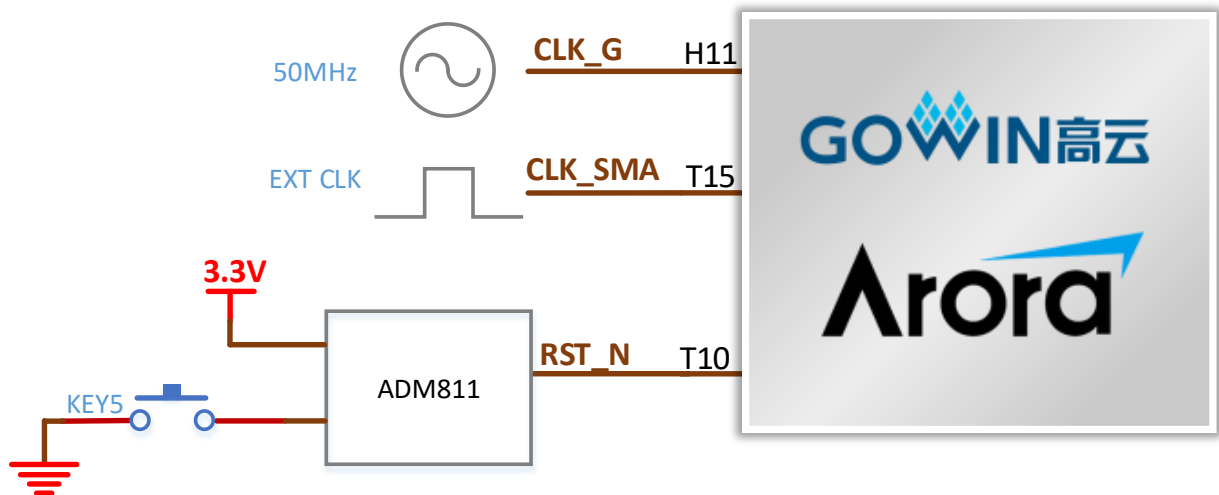 50MHz
CLK_G
H11
EXT CLK
CLK_SMA
T15
GOWIN高云
Arora
3.3V
RST_N
T10
ADM811
KEY5